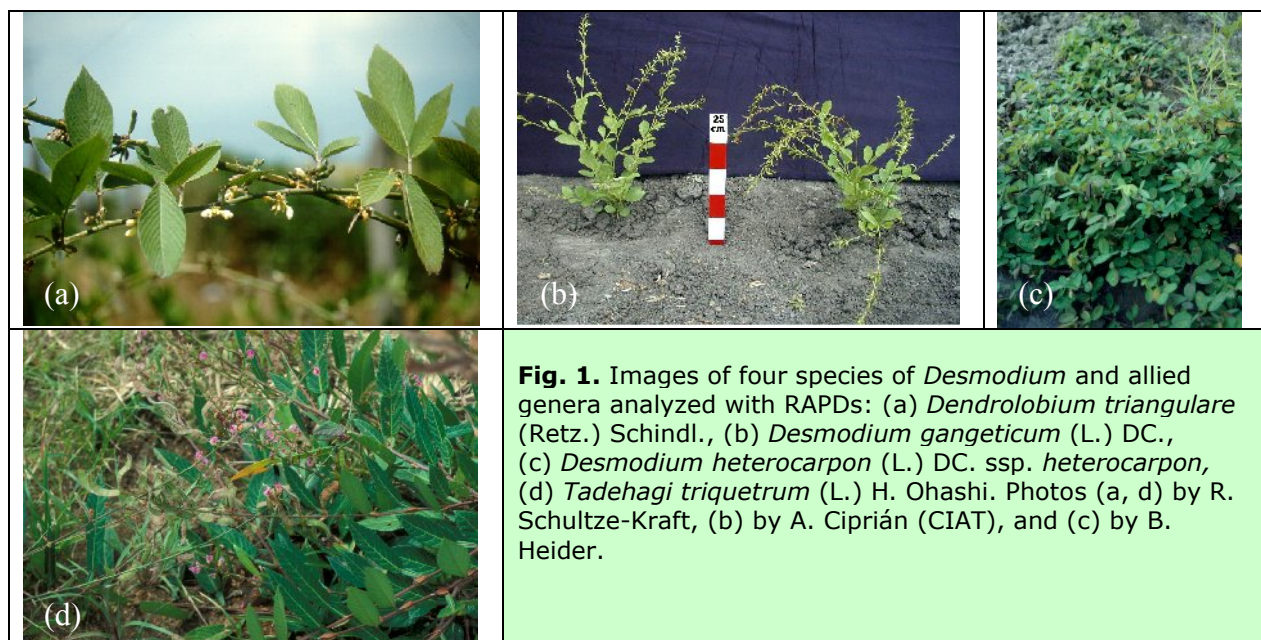 (a)
25
cm
(b)
(c)
(d)
Fig. 1. Images of four species of Desmodium and allied
genera analyzed with RAPDs: (a) Dendrolobium triangulare
(Retz.) Schindl., (b) Desmodium gangeticum (L.) DC.,
(c) Desmodium heterocarpon (L.) DC. ssp. heterocarpon,
(d) Tadehagi triquetrum (L.) H. Ohashi. Photos (a, d) by R.
Schultze-Kraft, (b) by A. Ciprián (CIAT), and (c) by B.
Heider.